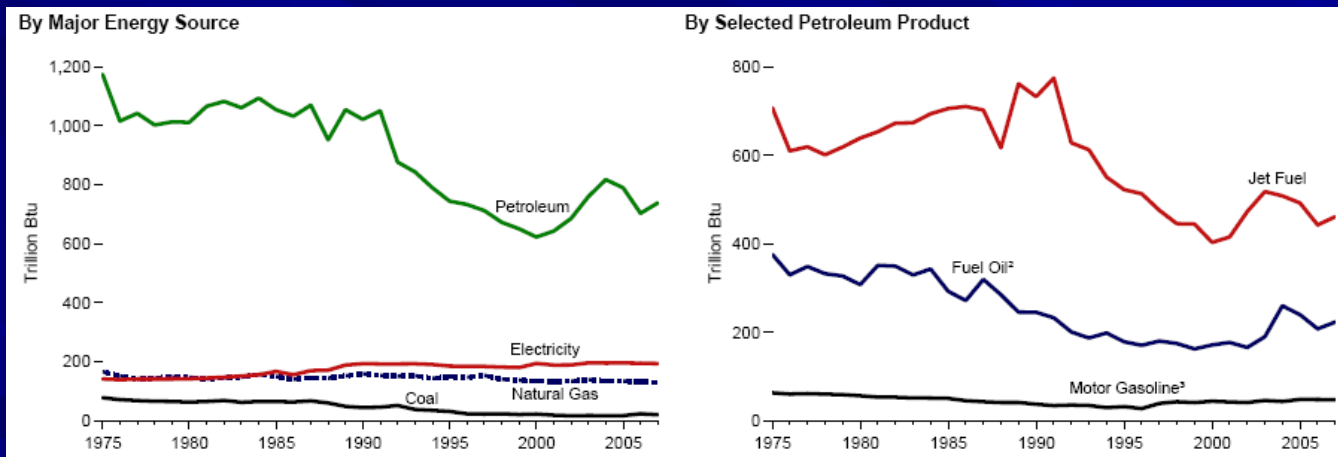 By Major Energy Source
1,200
1,000
800
600
400
200
0
Trillion Btu
Petroleum
Electricity
Natural Gas
Coal
1975 1980 1985 1990 1995 2000 2005
By Selected Petroleum Product
800
600
400
200
0
Trillion Btu
Jet Fuel
Fuel Oil²
Motor Gasoline³
1975 1980 1985 1990 1995 2000 2005